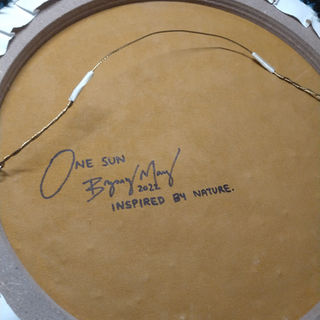 ONE SUN
2022
INSPIRED BY NATURE.